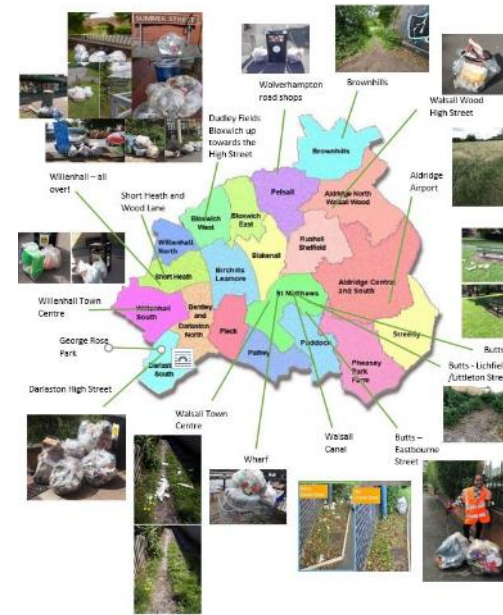 SUMMER STREET
Wolverhampton
road shops
Brownhills
Walsall Wood
High Street
Dudley Fields
Bloxwich up
towards the
High Street
Willenhall – all
over!
Short Heath and
Wood Lane
Aldridge
Airport
Brownhills
Pelsall
Aldridge North
Walsall Wood
Bloxwich
West
Bloxwich
East
Blakenall
Rushall
Shelfield
Willenhall
North
Short Heath
Birchills
Leamore
Aldridge Central
and South
St Matthews
Willenhall Town
Centre
Willenhall
South
Bentley and
Darlaston
North
Pleck
Palfrey
Paddock
Streetly
Pheasey
Park
Farm
George Rose
Park
Darlast
South
Darlaston High Street
Butts
Butts - Lichfield
/Littleton Stre
Walsall Town
Centre
Wharf
Walsall
Canal
Butts –
Eastbourne
Street